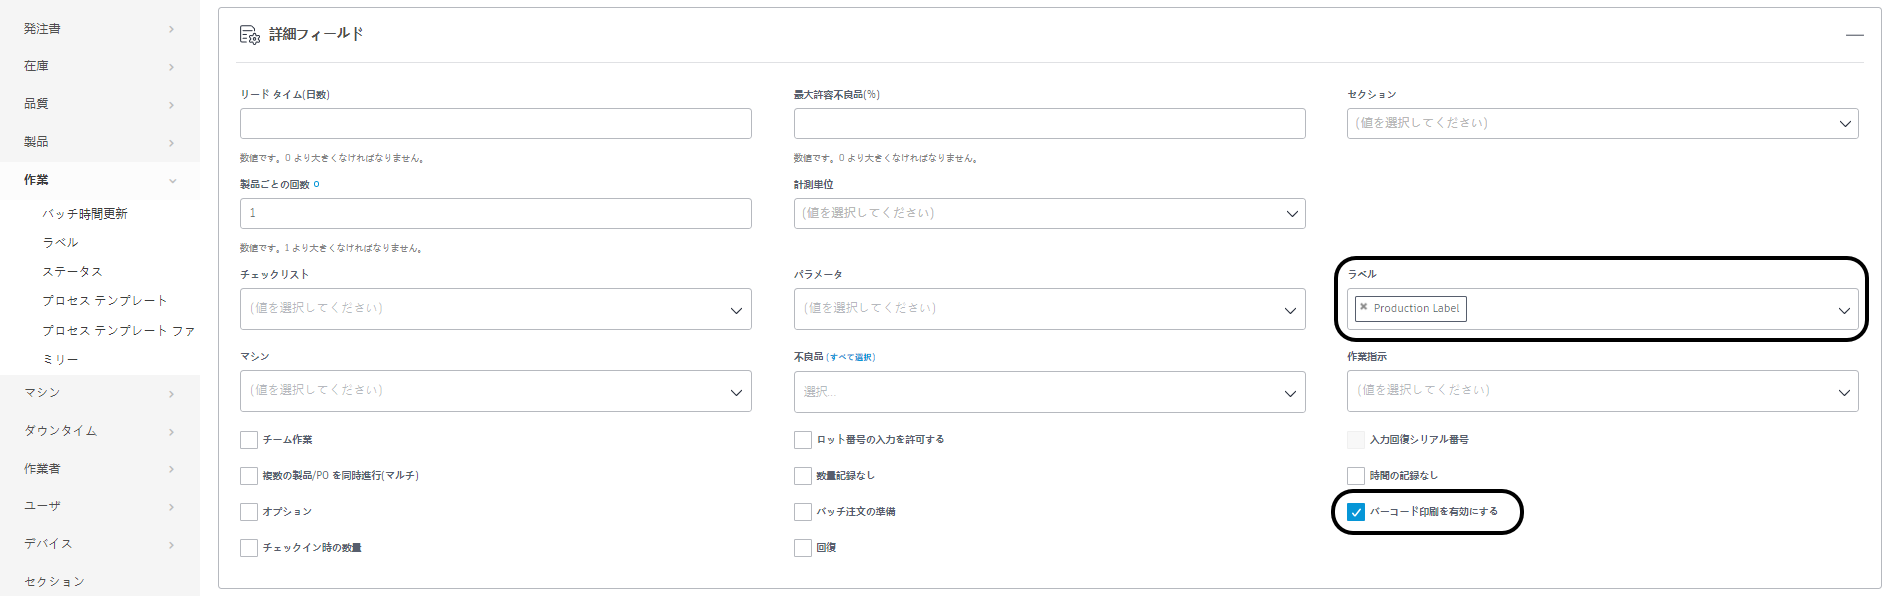 発注書
在庫
品質
製品
作業
バッチ時間更新
ラベル
ステータス
プロセス テンプレート
プロセス テンプレート ファ
ミリー
マシン
ダウンタイム
作業者
ユーザ
デバイス
セクション
詳細フィールド
リード タイム(日数)
最大許容不良品(%)
セクション
(値を選択してください)
数値です。0 より大きくなければなりません。
数値です。0 より大きくなければなりません。
製品ごとの回数
計測単位
1
(値を選択してください)
数値です。1 より大きくなければなりません。
チェックリスト
パラメータ
ラベル
(値を選択してください)
(値を選択してください)
Production Label
マシン
不良品 (すべて選択)
作業指示
(値を選択してください)
選択...
(値を選択してください)
チーム作業
ロット番号の入力を許可する
入力回復シリアル番号
複数の製品/PO を同時進行(マルチ)
数量記録なし
時間の記録なし
オプション
バッチ注文の準備
バーコード印刷を有効にする
チェックイン時の数量
回復